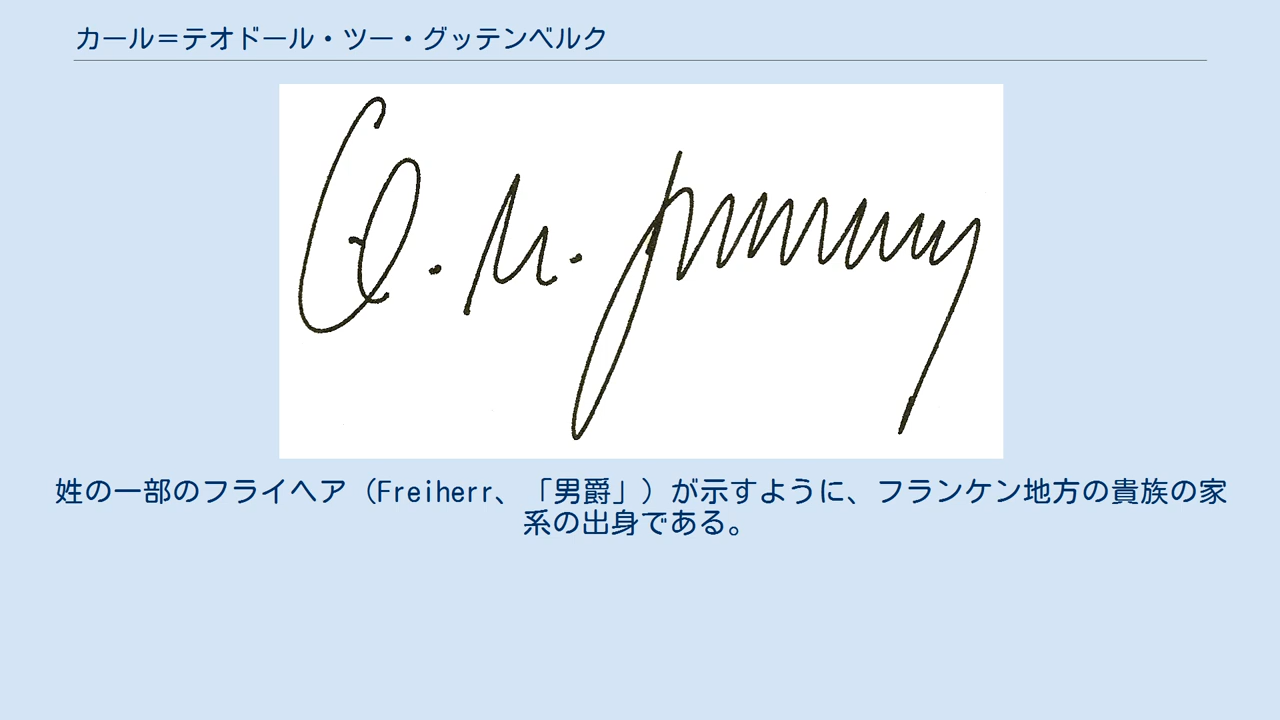 カール＝テオドール・ツー・グッテンベルク
姓の一部のフライヘア（Freiherr、「男爵」）が示すように、フランケン地方の貴族の家
系の出身である。